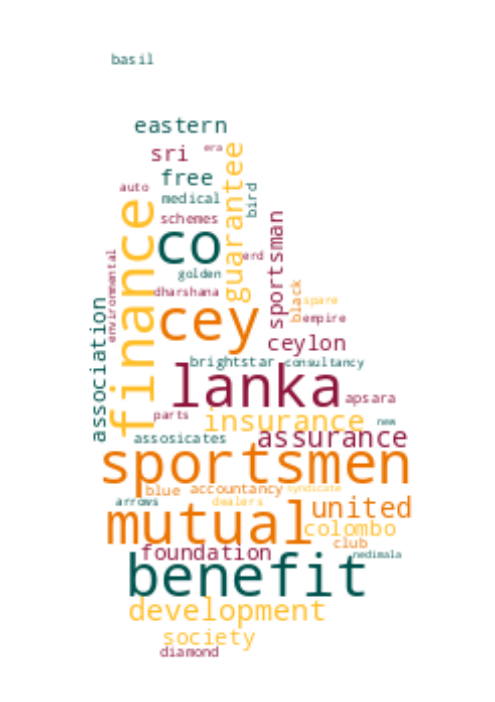 basil
eastern
sri
era
free
auto
medical
guarantee
bird
schemes
finance
co
sportsman
erd
environmental
golden
dharshana
black
spare
association
cey
empire
ceylon
brightstar
consultancy
lanka
apsara
parts
insurance
new
assosicates
assurance
sportsmen
blue
accountancy
syndicate
arrows
dealers
united
mutual
colombo
club
foundation
nedimala
benefit
development
society
diamond